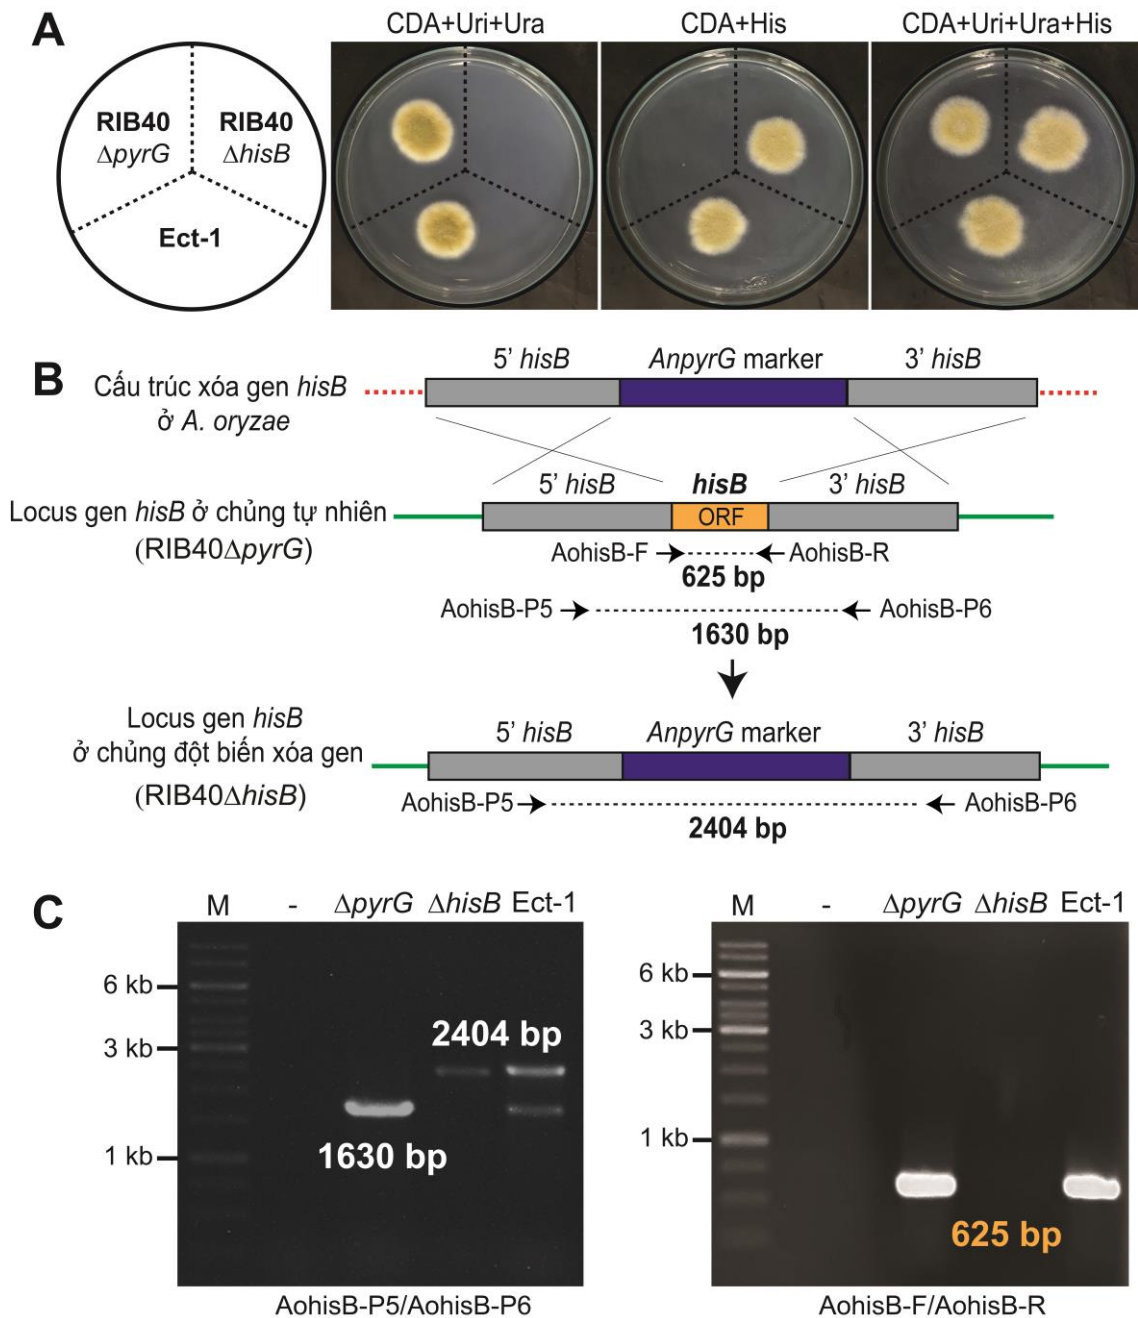 A
CDA+Uri+Ura
CDA+His
CDA+Uri+Ura+His
RIB40
ΔpyrG
RIB40
ΔhisB
Ect-1
B
5' hisB
AnpyrG marker
3' hisB
Cấu trúc xóa gen hisB
ở A. oryzae
5' hisB
hisB
3' hisB
ORF
Locus gen hisB ở chủng tự nhiên
(RIB40ΔpyrG)
AohisB-F
AohisB-R
625 bp
AohisB-P5
AohisB-P6
1630 bp
Locus gen hisB
ở chủng đột biến xóa gen
(RIB40ΔhisB)
5' hisB
AnpyrG marker
3' hisB
AohisB-P5
AohisB-P6
2404 bp
C
M - ΔpyrG ΔhisB Ect-1
6 kb
3 kb
1 kb
2404 bp
1630 bp
AohisB-P5/AohisB-P6
M - ΔpyrG ΔhisB Ect-1
6 kb
3 kb
1 kb
625 bp
AohisB-F/AohisB-R